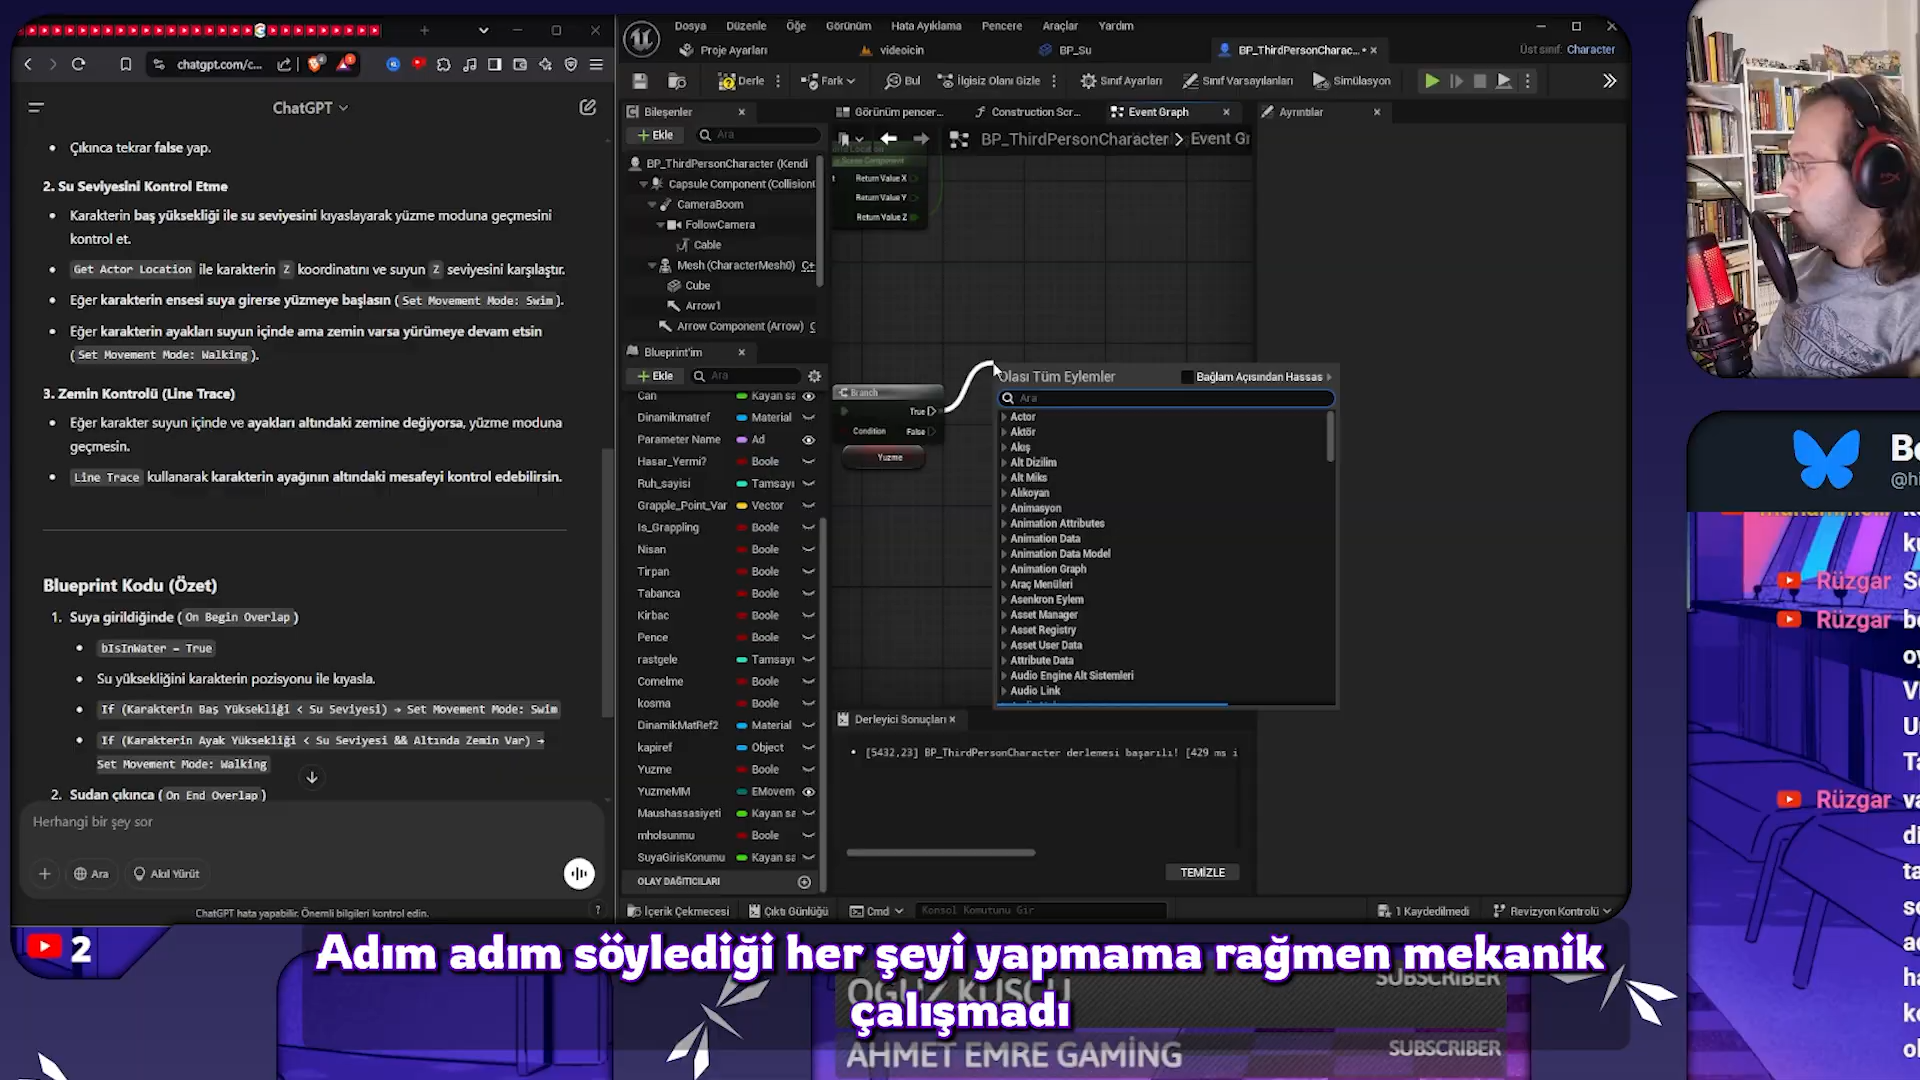 chatgpt.com/c...
ChatGPT
Çıkınca tekrar false yap.
2. Su Seviyesini Kontrol Etme
Karakterin baş yüksekliği ile su seviyesini kıyaslayarak yüzme moduna geçmesini
kontrol et.
Get Actor Location ile karakterin Z koordinatını ve suyun Z seviyesini karşılaştır.
Eğer karakterin ensesi suya girerse yüzmeye başlasın ( Set Movement Mode: Swim ).
Eğer karakterin ayakları suyun içinde ama zemin varsa yürümeye devam etsin
( Set Movement Mode: Walking ).
3. Zemin Kontrolü (Line Trace)
Eğer karakter suyun içinde ve ayakları altındaki zemine değiyorsa, yüzme moduna
geçmesin.
Line Trace kullanarak karakterin ayağının altındaki mesafeyi kontrol edebilirsin.
Blueprint Kodu (Özet)
1. Suya girildiğinde ( On Begin Overlap )
bIsInWater = True
Su yüksekliğini karakterin pozisyonu ile kıyasla.
If (Karakterin Baş Yüksekliği < Su Seviyesi) → Set Movement Mode: Swim
If (Karakterin Ayak Yüksekliği < Su Seviyesi && Altında Zemin Var) →
Set Movement Mode: Walking
2. Sudan çıkınca ( On End Overlap )
Herhangi bir şey sor
Ara
Akıl Yürüt
ChatGPT hata yapabilir. Önemli bilgileri kontrol edin.
?
Dosya Düzenle Öğe Görünüm Hata Ayıklama Pencere Araçlar Yardım
Proje Ayarları
videoicin
BP_Su
BP_ThirdPersonCharac...•
Üst sınıf: Character
Derle
Fark
Bul
İlgisiz Olanı Gizle
Sınıf Ayarları
Sınıf Varsayılanları
Simülasyon
Bileşenler
Ekle
Ara
BP_ThirdPersonCharacter (Kendi
Capsule Component (Collision
CameraBoom
FollowCamera
Cable
Mesh (CharacterMesh0)
Cube
Arrow1
Arrow Component (Arrow)
Blueprint'im
Ekle
Ara
Can Kayan sa
Dinamikmatref Material
Parameter Name Ad
Hasar_Yermi? Boole
Ruh_sayisi Tamsayı
Grapple_Point_Var Vector
Is_Grappling Boole
Nisan Boole
Tirpan Boole
Tabanca Boole
Kirbac Boole
Pence Boole
rastgele Tamsayı
Comelme Boole
kosma Boole
DinamikMatRef2 Material
kapiref Object
Yuzme Boole
YuzmeMM EMovem
Maushassasiyeti Kayan sa
mholsunmu Boole
SuyaGirisKonumu Kayan sa
OLAY DAĞITICILARI
Görünüm pencer...
Construction Scr...
Event Graph
BP_ThirdPersonCharacter > Event Gr
Return Value X
Return Value Y
Return Value Z
Branch
True
Condition
False
Yuzme
Olası Tüm Eylemler
Bağlam Açısından Hassas
Ara
Actor
Aktör
Akış
Alt Dizilim
Alt Miks
Alıkoyan
Animasyon
Animation Attributes
Animation Data
Animation Data Model
Animation Graph
Araç Menüleri
Asenkron Eylem
Asset Manager
Asset Registry
Asset User Data
Attribute Data
Audio Engine Alt Sistemleri
Audio Link
Derleyici Sonuçları
[5432,23] BP_ThirdPersonCharacter derlemesi başarılı! [429 ms i
TEMİZLE
Ayrıntılar
İçerik Çekmecesi
Çıktı Günlüğü
Cmd
Konsol Komutunu Gir
1 Kaydedilmedi
Revizyon Kontrolü
Rüzgar
Rüzgar
Rüzgar
2
Adım adım söylediği her şeyi yapmama rağmen mekanik
çalışmadı
OĞUZ KUŞCU SUBSCRIBER
AHMET EMRE GAMİNG SUBSCRIBER